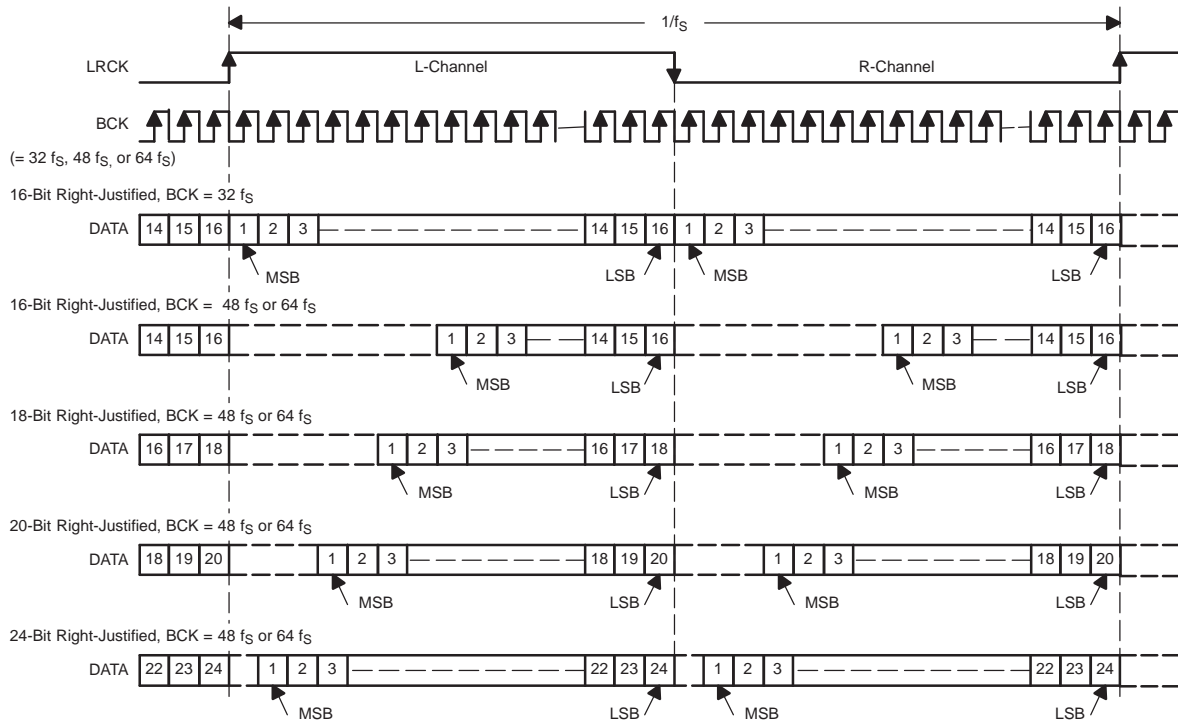 1/fS
LRCK L-Channel R-Channel
BCK
(= 32 fS, 48 fS, or 64 fS)
16-Bit Right-Justified, BCK = 32 fS
DATA 14 15 16 1 2 3 14 15 16 1 2 3 14 15 16
MSB LSB MSB LSB
16-Bit Right-Justified, BCK = 48 fS or 64 fS
DATA 14 15 16 1 2 3 14 15 16 1 2 3 14 15 16
MSB LSB MSB LSB
18-Bit Right-Justified, BCK = 48 fS or 64 fS
DATA 16 17 18 1 2 3 16 17 18 1 2 3 16 17 18
MSB LSB MSB LSB
20-Bit Right-Justified, BCK = 48 fS or 64 fS
DATA 18 19 20 1 2 3 18 19 20 1 2 3 18 19 20
MSB LSB MSB LSB
24-Bit Right-Justified, BCK = 48 fS or 64 fS
DATA 22 23 24 1 2 3 22 23 24 1 2 3 22 23 24
MSB LSB MSB LSB